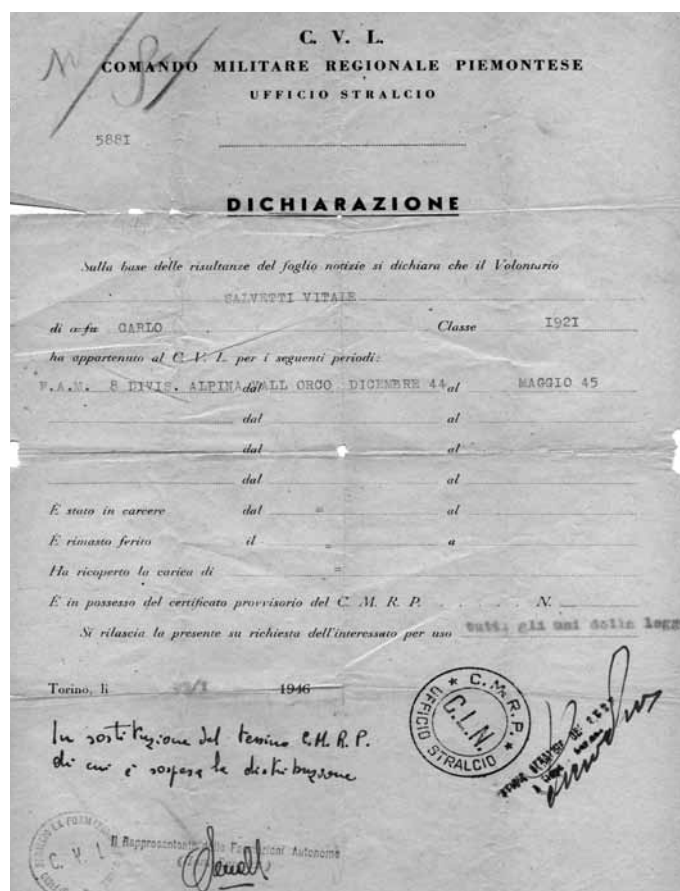 C. V. L.
COMANDO MILITARE REGIONALE PIEMONTESE
UFFICIO STRALCIO
5881
DICHIARAZIONE
Sulla base delle risultanze del foglio notizie si dichiara che il Volontario
SALVETTI VITALE
di o fu CARLO Classe 1921
ha appartenuto al C. V. L. per i seguenti periodi:
F.A.M. 8 DIVIS. ALPINA VALL ORCO dal DICEMBRE 44 al MAGGIO 45
dal al
dal al
dal al
È stato in carcere dal = al
È rimasto ferito il = a
Ha ricoperto la carica di =
È in possesso del certificato provvisorio del C. M. R. P. . . . . . N.
Si rilascia la presente su richiesta dell'interessato per uso tutti gli usi della legg
Torino, li 1946
In sostituzione del tesserino C.M.R.P.
di cui è sospesa la distribuzione
C.M.R.P.
C.L.N.
UFFICIO STRALCIO
C. V. L
Il Rappresentante delle Formazioni Autonome